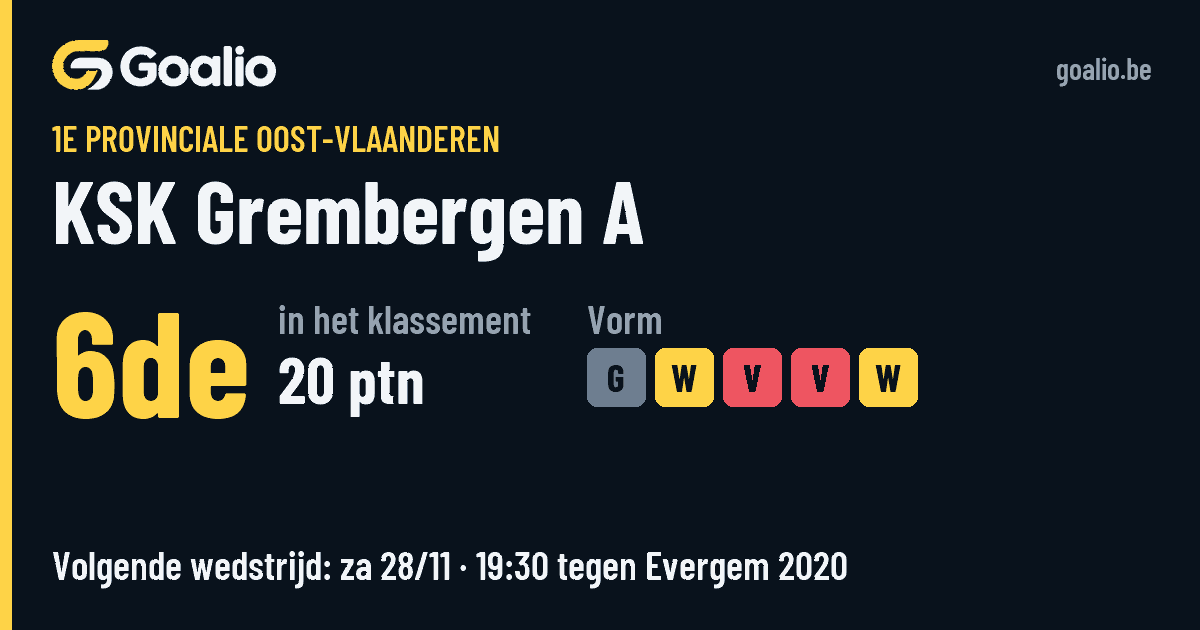 Goalio
goalio.be
1E PROVINCIALE OOST-VLAANDEREN
KSK Grembergen A
6de
in het klassement
20 ptn
Vorm
G W V V W
Volgende wedstrijd: za 28/11 · 19:30 tegen Evergem 2020